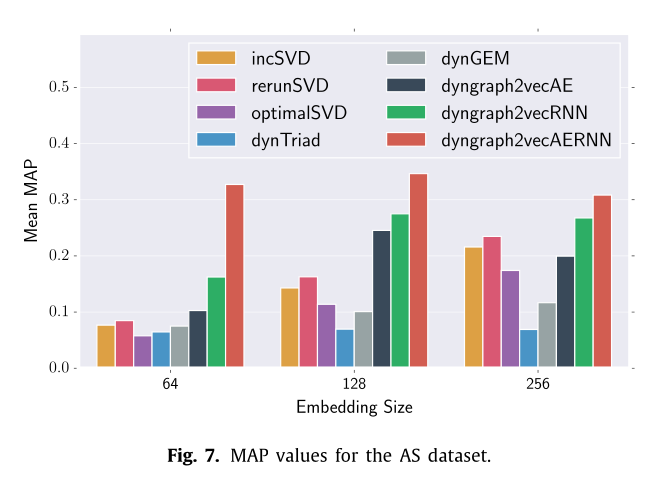 incSVD
rerunSVD
optimalSVD
dynTriad
dynGEM
dyngraph2vecAE
dyngraph2vecRNN
dyngraph2vecAERNN
Mean MAP
0.5
0.4
0.3
0.2
0.1
0.0
64 128 256
Embedding Size
Fig. 7. MAP values for the AS dataset.